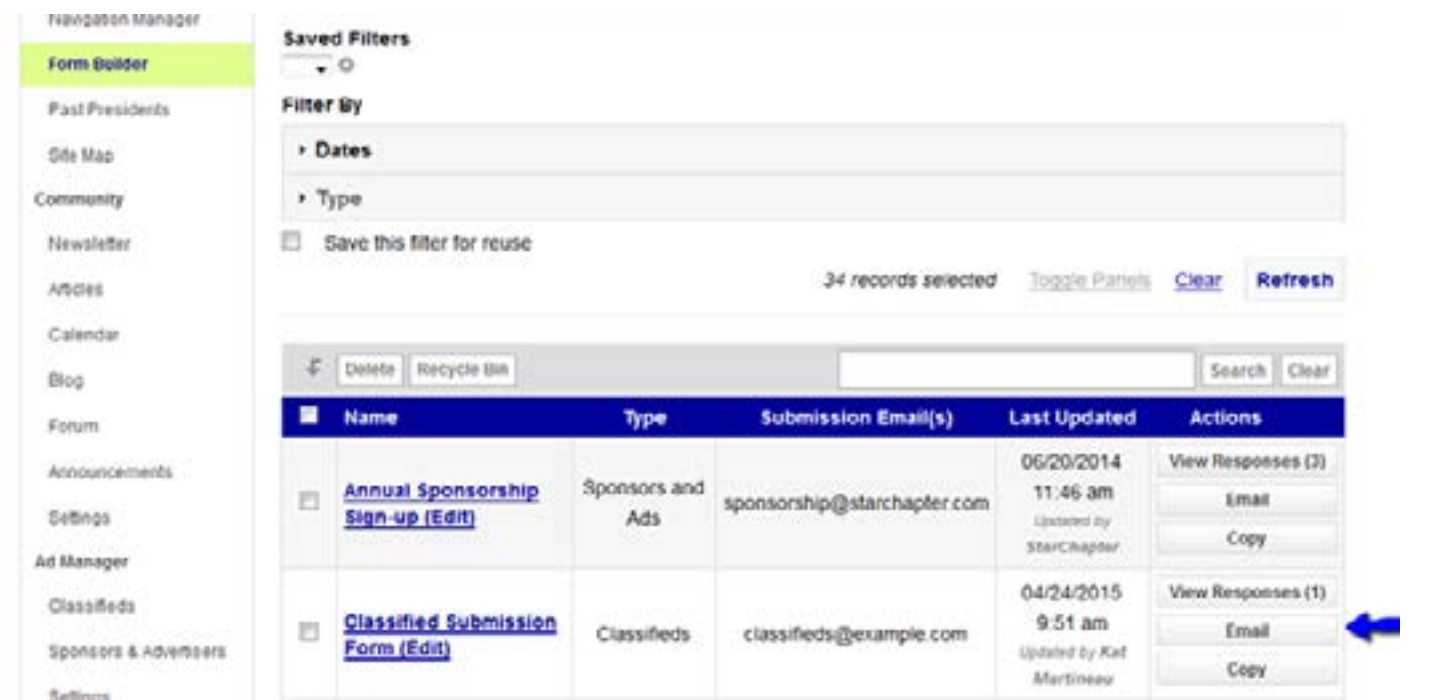 Navigation Manager
Form Builder
Past Presidents
Site Map
Community
Newsletter
Articles
Calendar
Blog
Forum
Announcements
Settings
Ad Manager
Classifieds
Sponsors & Advertisers
Settings
Saved Filters
Filter By
Dates
Type
Save this filter for reuse
34 records selected Toggle Panels Clear Refresh
Delete Recycle Bin Search Clear
Name Type Submission Email(s) Last Updated Actions
Annual Sponsorship
Sign-up (Edit)
Sponsors and
Ads
sponsorship@starchapter.com
06/20/2014
11:46 am
Updated by
StarChapter
View Responses (3)
Email
Copy
Classified Submission
Form (Edit)
Classifieds
classifieds@example.com
04/24/2015
9:51 am
Updated by Kat
Martineau
View Responses (1)
Email
Copy